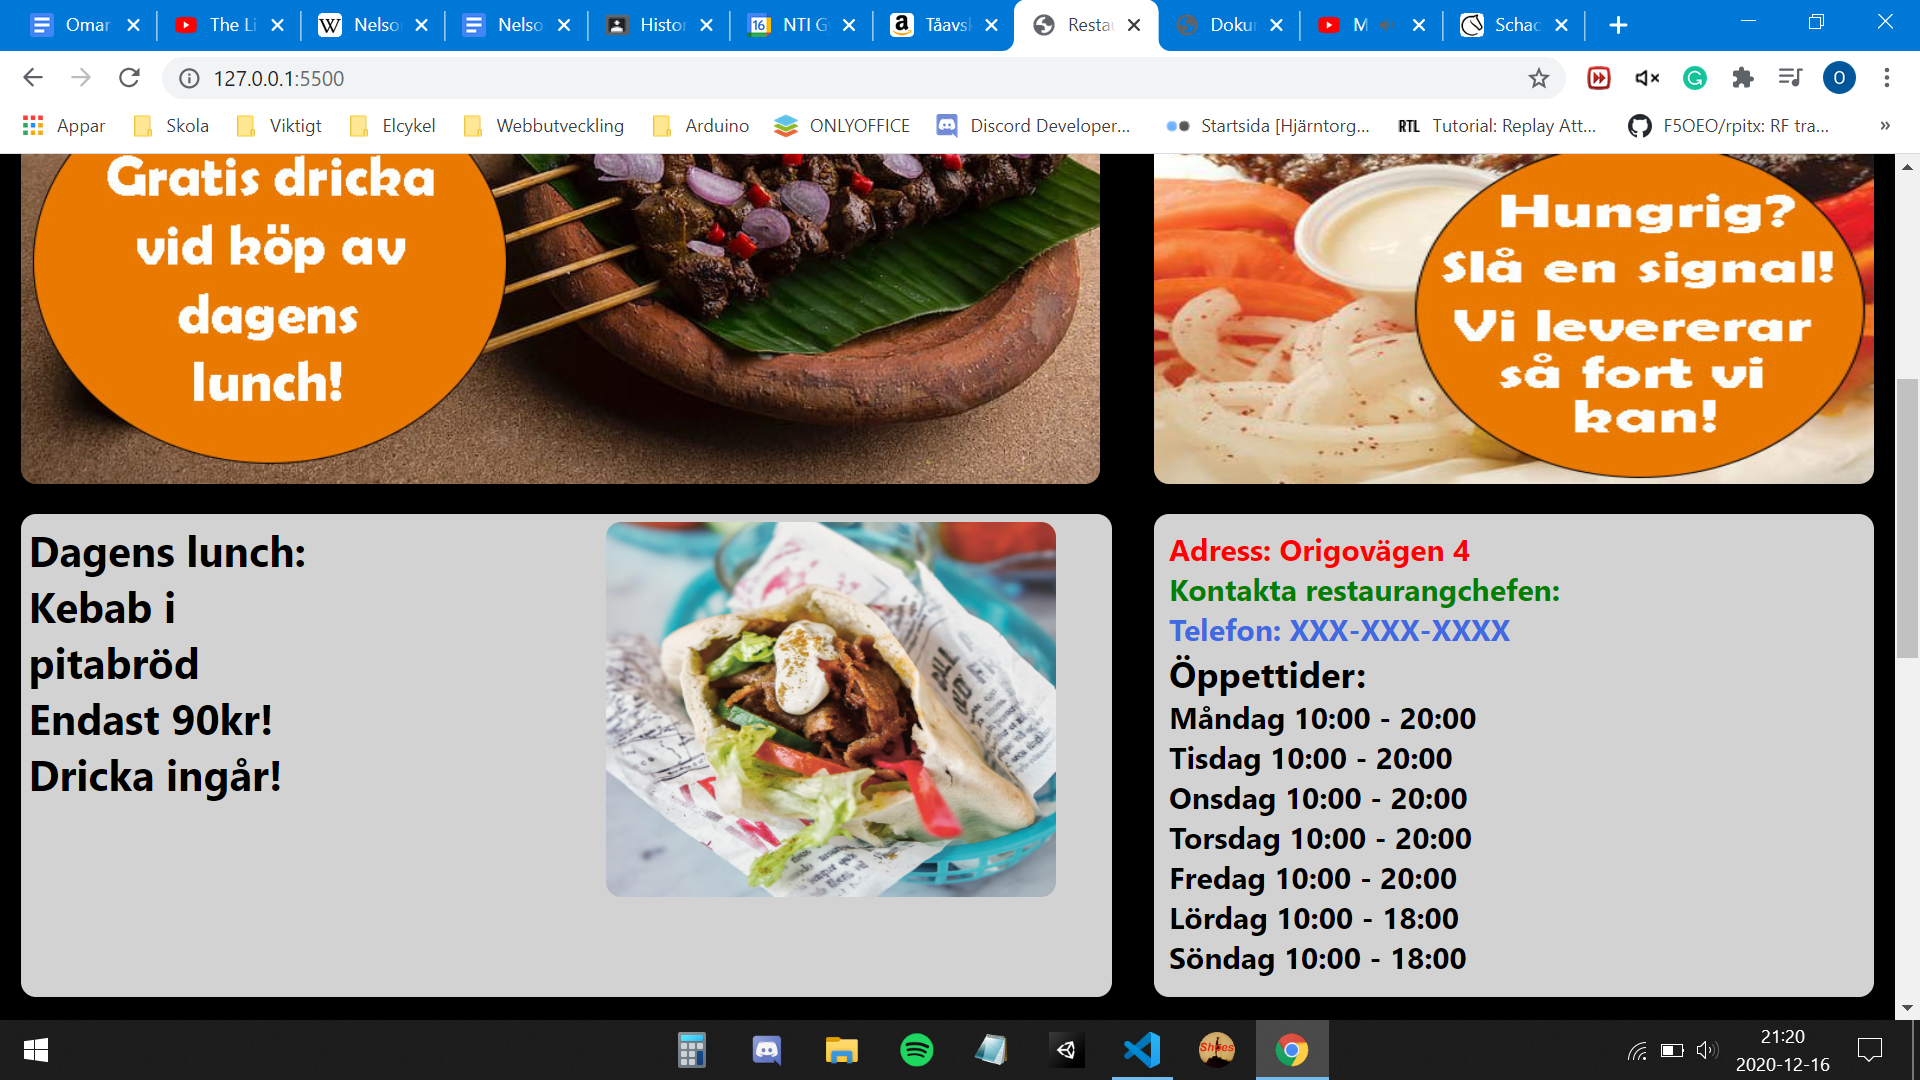 Omar
The Li
Nelso
Nelso
Histor
NTI G
Tåavsk
Restau
Dokur
M
Schac
127.0.0.1:5500
O
Appar
Skola
Viktigt
Elcykel
Webbutveckling
Arduino
ONLYOFFICE
Discord Developer...
Startsida [Hjärntorg...
RTL Tutorial: Replay Att...
F5OEO/rpitx: RF tra...
»
Gratis dricka
vid köp av
dagens
lunch!
Hungrig?
Slå en signal!
Vi levererar
så fort vi
kan!
Dagens lunch:
Kebab i
pitabröd
Endast 90kr!
Dricka ingår!
Adress: Origovägen 4
Kontakta restaurangchefen:
Telefon: XXX-XXX-XXXX
Öppettider:
Måndag 10:00 - 20:00
Tisdag 10:00 - 20:00
Onsdag 10:00 - 20:00
Torsdag 10:00 - 20:00
Fredag 10:00 - 20:00
Lördag 10:00 - 18:00
Söndag 10:00 - 18:00
Shoes
21:20
2020-12-16